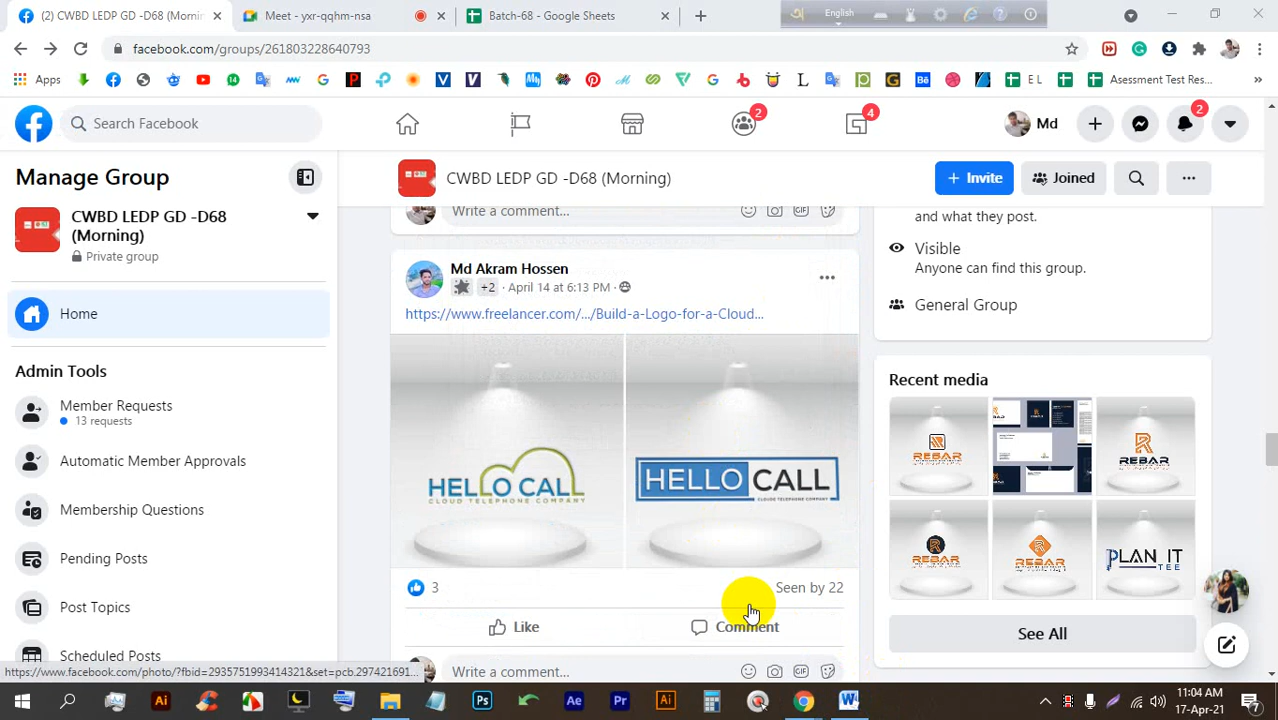 (2) CWBD LEDP GD -D68 (Mornin
Meet - yxr-qqhm-nsa
Batch-68 - Google Sheets
English
facebook.com/groups/261803228640793
Apps
E L
Asessment Test Res...
Search Facebook
2
4
Md
2
Manage Group
CWBD LEDP GD -D68 (Morning)
Invite
Joined
CWBD LEDP GD -D68
(Morning)
Private group
Home
Admin Tools
Member Requests
13 requests
Automatic Member Approvals
Membership Questions
Pending Posts
Post Topics
Scheduled Posts
Write a comment...
Md Akram Hossen
+2 · April 14 at 6:13 PM ·
https://www.freelancer.com/.../Build-a-Logo-for-a-Cloud...
HELLO CALL
CLOUD TELEPHONE COMPANY
HELLO CALL
CLOUDE TELEPHONE COMPANY
3
Seen by 22
Like
Comment
Write a comment...
and what they post.
Visible
Anyone can find this group.
General Group
Recent media
REBAR
REBAR
REBAR
REBAR
PLAN IT
TEE
See All
https://www.facebook.com/photo/?fbid=2935751993414321&set=pcb.297421691...
11:04 AM
17-Apr-21